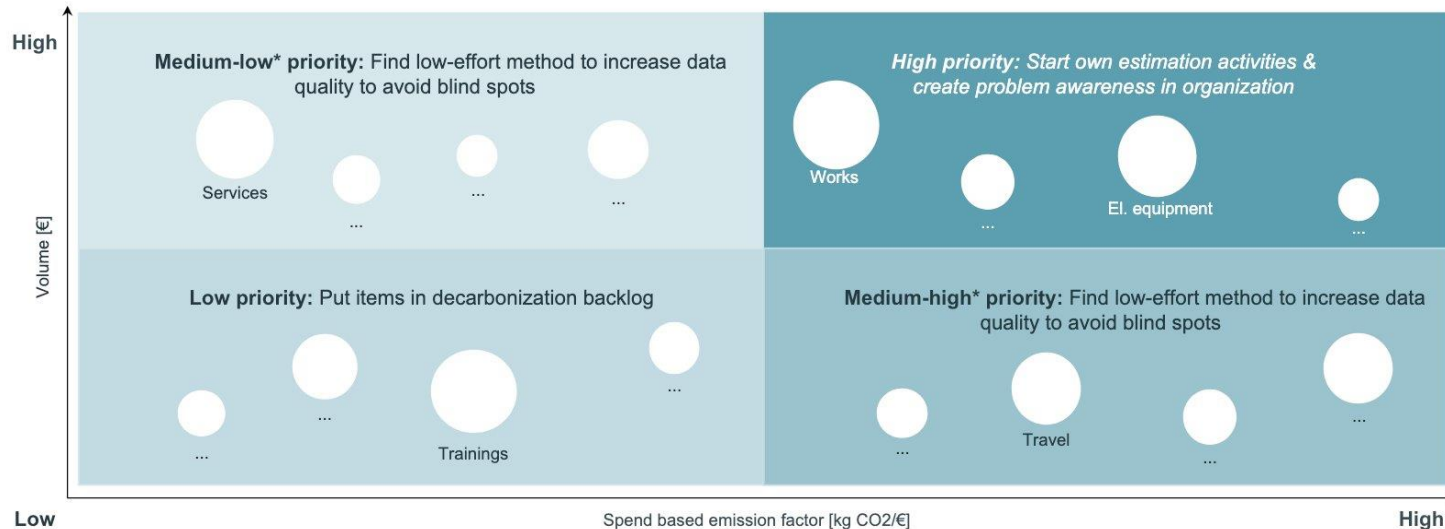 High
Medium-low* priority: Find low-effort method to increase data
quality to avoid blind spots
High priority: Start own estimation activities &
create problem awareness in organization
Services
...
...
...
Works
...
El. equipment
...
Volume [€]
Low priority: Put items in decarbonization backlog
Medium-high* priority: Find low-effort method to increase data
quality to avoid blind spots
...
...
Trainings
...
...
Travel
...
...
Low
Spend based emission factor [kg CO2/€]
High